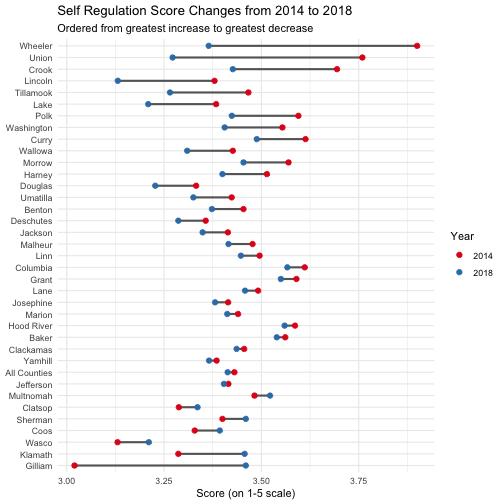 Self Regulation Score Changes from 2014 to 2018
Ordered from greatest increase to greatest decrease
Wheeler
Union
Crook
Lincoln
Tillamook
Lake
Polk
Washington
Curry
Wallowa
Morrow
Harney
Douglas
Umatilla
Benton
Deschutes
Jackson
Malheur
Linn
Columbia
Grant
Lane
Josephine
Marion
Hood River
Baker
Clackamas
Yamhill
All Counties
Jefferson
Multnomah
Clatsop
Sherman
Coos
Wasco
Klamath
Gilliam
3.00 3.25 3.50 3.75
Score (on 1-5 scale)
Year
2014
2018